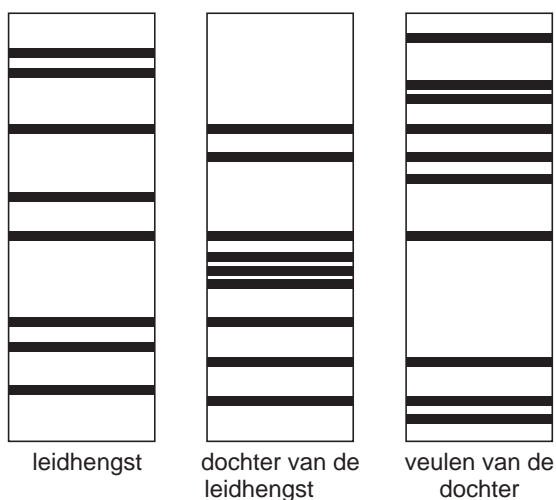 leidhengst
dochter van de
leidhengst
veulen van de
dochter